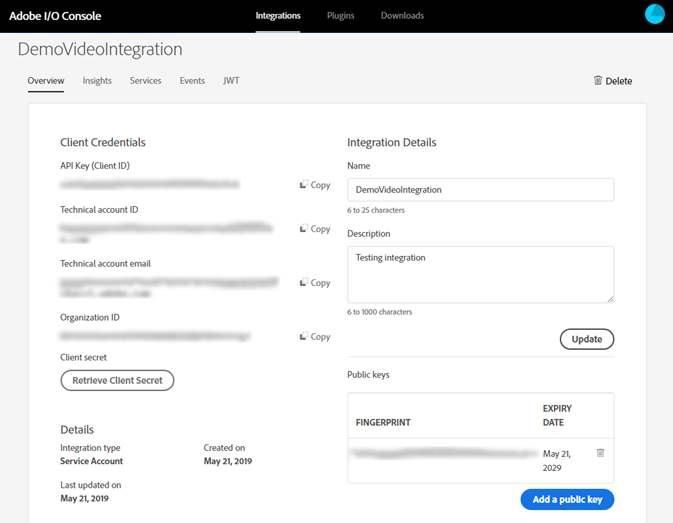 Adobe I/O Console
Integrations
Plugins
Downloads
DemoVideoIntegration
Overview
Insights
Services
Events
JWT
Delete
Client Credentials
API Key (Client ID)
Copy
Technical account ID
Copy
Technical account email
Copy
Organization ID
Copy
Client secret
Retrieve Client Secret
Details
Integration type
Service Account
Created on
May 21, 2019
Last updated on
May 21, 2019
Integration Details
Name
DemoVideoIntegration
6 to 25 characters
Description
Testing integration
6 to 1000 characters
Update
Public keys
FINGERPRINT
EXPIRY
DATE
May 21,
2029
Add a public key